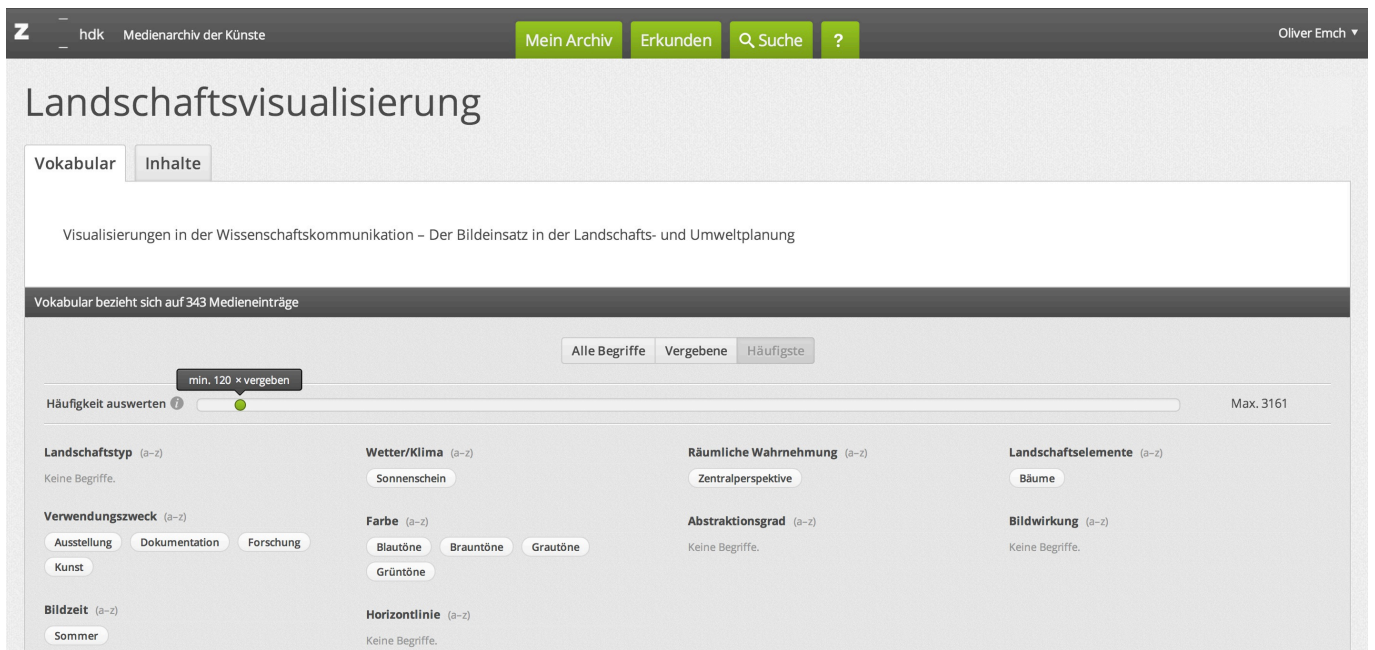 Z hdk Medienarchiv der Künste Mein Archiv Erkunden Suche ? Oliver Emch ▼
Landschaftsvisualisierung
Vokabular Inhalte
Visualisierungen in der Wissenschaftskommunikation – Der Bildeinsatz in der Landschafts- und Umweltplanung
Vokabular bezieht sich auf 343 Medieneinträge
Alle Begriffe Vergebene Häufigste
min. 120 × vergeben
Häufigkeit auswerten i Max. 3161
Landschaftstyp (a–z)
Keine Begriffe.
Wetter/Klima (a–z)
Sonnenschein
Räumliche Wahrnehmung (a–z)
Zentralperspektive
Landschaftselemente (a–z)
Bäume
Verwendungszweck (a–z)
Ausstellung Dokumentation Forschung
Kunst
Farbe (a–z)
Blautöne Brauntöne Grautöne
Grüntöne
Abstraktionsgrad (a–z)
Keine Begriffe.
Bildwirkung (a–z)
Keine Begriffe.
Bildzeit (a–z)
Sommer
Horizontlinie (a–z)
Keine Begriffe.